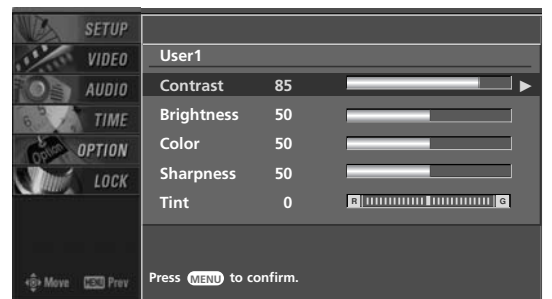 SETUP
VIDEO
AUDIO
TIME
OPTION
LOCK
Move MENU Prev
User1
Contrast 85
Brightness 50
Color 50
Sharpness 50
Tint 0 R G
Press MENU to confirm.